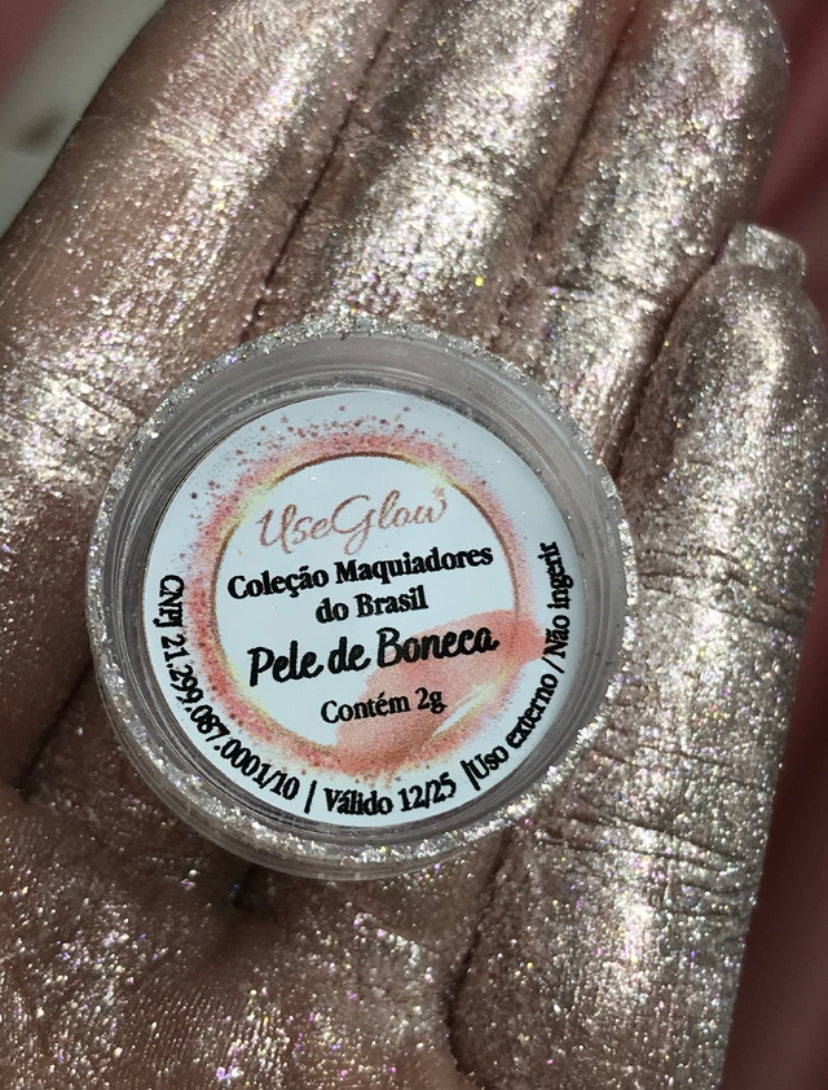 UseGlow
Coleção Maquiadores
do Brasil
Pele de Boneca
Contém 2g
CNPJ 21.299.087.0001/10 | Válido 12/25 |Uso externo / Não ingerir